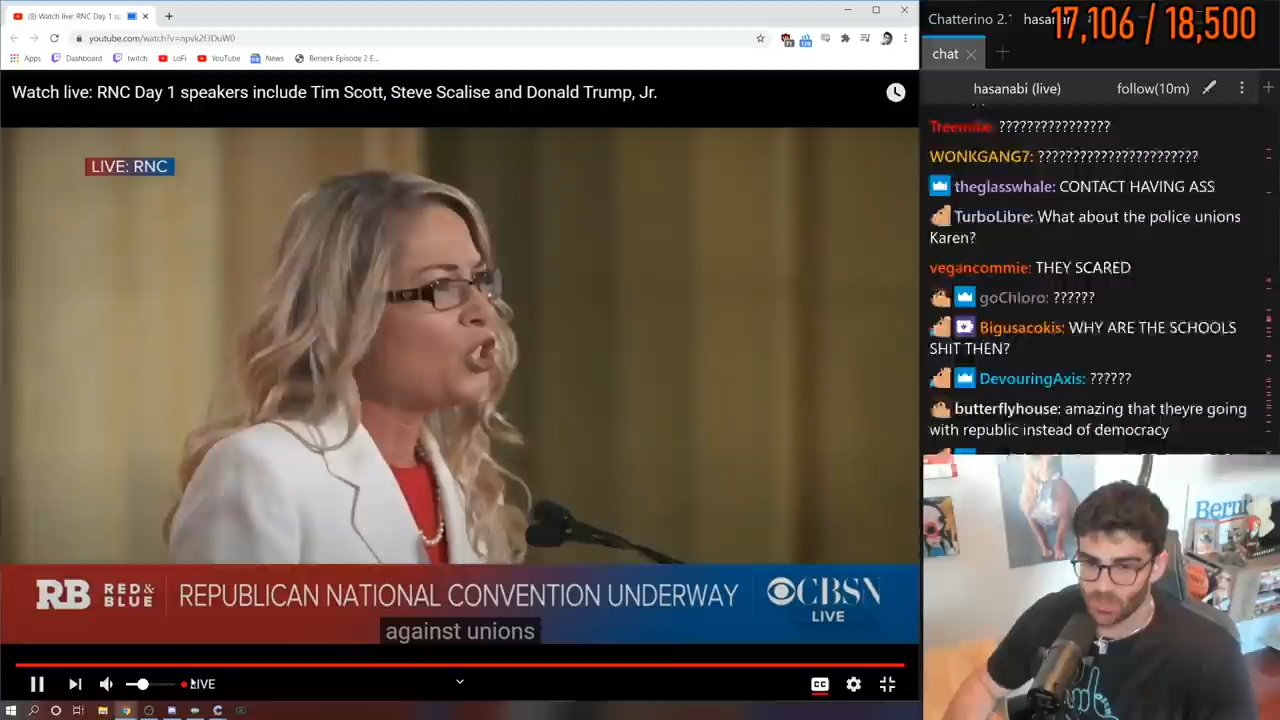 (8) Watch live: RNC Day 1 sp
youtube.com/watch?v=npvk2f3DuW0
Apps
Dashboard
twitch
LoFi
YouTube
News
Berserk Episode 2 E...
Watch live: RNC Day 1 speakers include Tim Scott, Steve Scalise and Donald Trump, Jr.
LIVE: RNC
RB RED& BLUE
REPUBLICAN NATIONAL CONVENTION UNDERWAY
CBSN
LIVE
against unions
LIVE
CC
Chatterino 2.
17,106 / 18,500
chat
hasanabi (live)
follow(10m)
Treemike: ????????????????
WONKGANG7: ???????????????????????
theglasswhale: CONTACT HAVING ASS
TurboLibre: What about the police unions
Karen?
vegancommie: THEY SCARED
goChloro: ??????
Bigusacokis: WHY ARE THE SCHOOLS
SHIT THEN?
DevouringAxis: ??????
butterflyhouse: amazing that theyre going
with republic instead of democracy
Bern